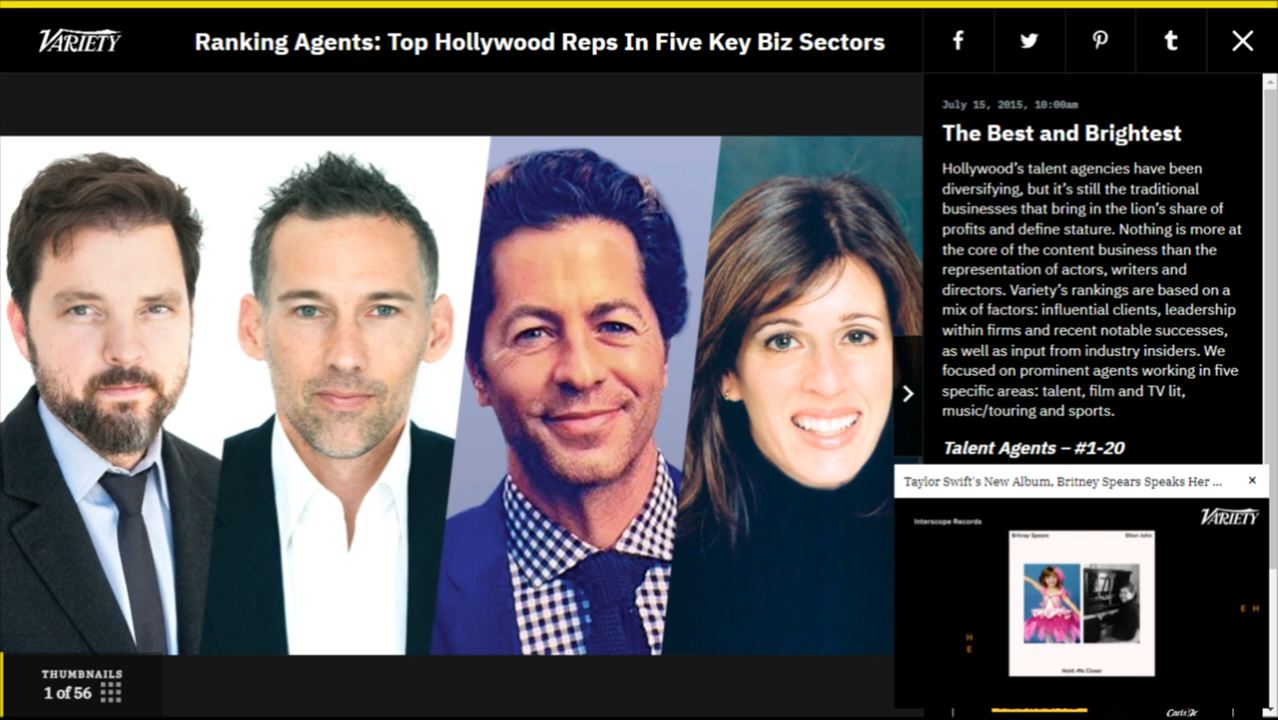 VARIETY
Ranking Agents: Top Hollywood Reps In Five Key Biz Sectors
July 15, 2015, 10:00am
The Best and Brightest
Hollywood’s talent agencies have been
diversifying, but it’s still the traditional
businesses that bring in the lion’s share of
profits and define stature. Nothing is more at
the core of the content business than the
representation of actors, writers and
directors. Variety’s rankings are based on a
mix of factors: influential clients, leadership
within firms and recent notable successes,
as well as input from industry insiders. We
focused on prominent agents working in five
specific areas: talent, film and TV lit,
music/touring and sports.
Talent Agents – #1-20
Taylor Swift's New Album, Britney Spears Speaks Her ...
Interscope Records
VARIETY
Britney Spears
Elton John
E H
H
E
Hold Me Closer
THUMBNAILS
1 of 56
Carl's Jr